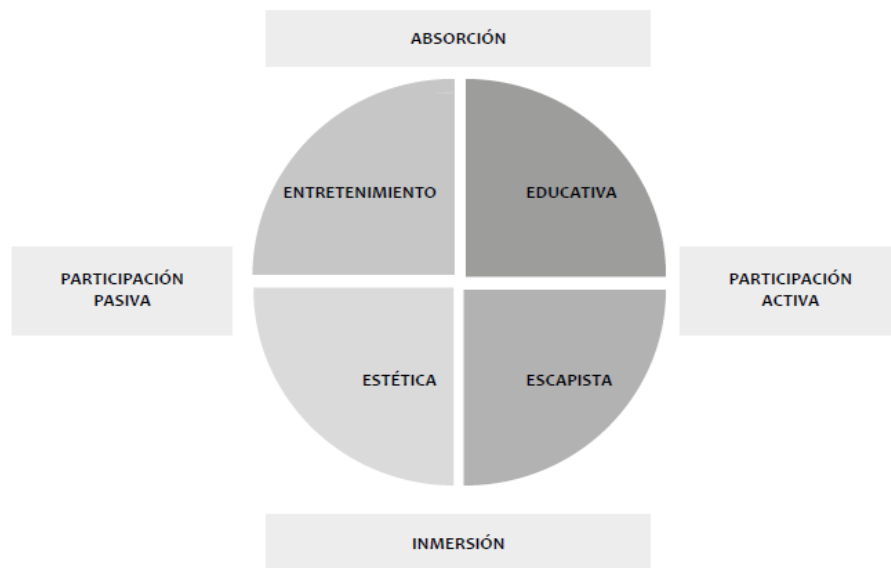 ABSORCIÓN
ENTRETENIMIENTO
EDUCATIVA
PARTICIPACIÓN
PASIVA
PARTICIPACIÓN
ACTIVA
ESTÉTICA
ESCAPISTA
INMERSIÓN